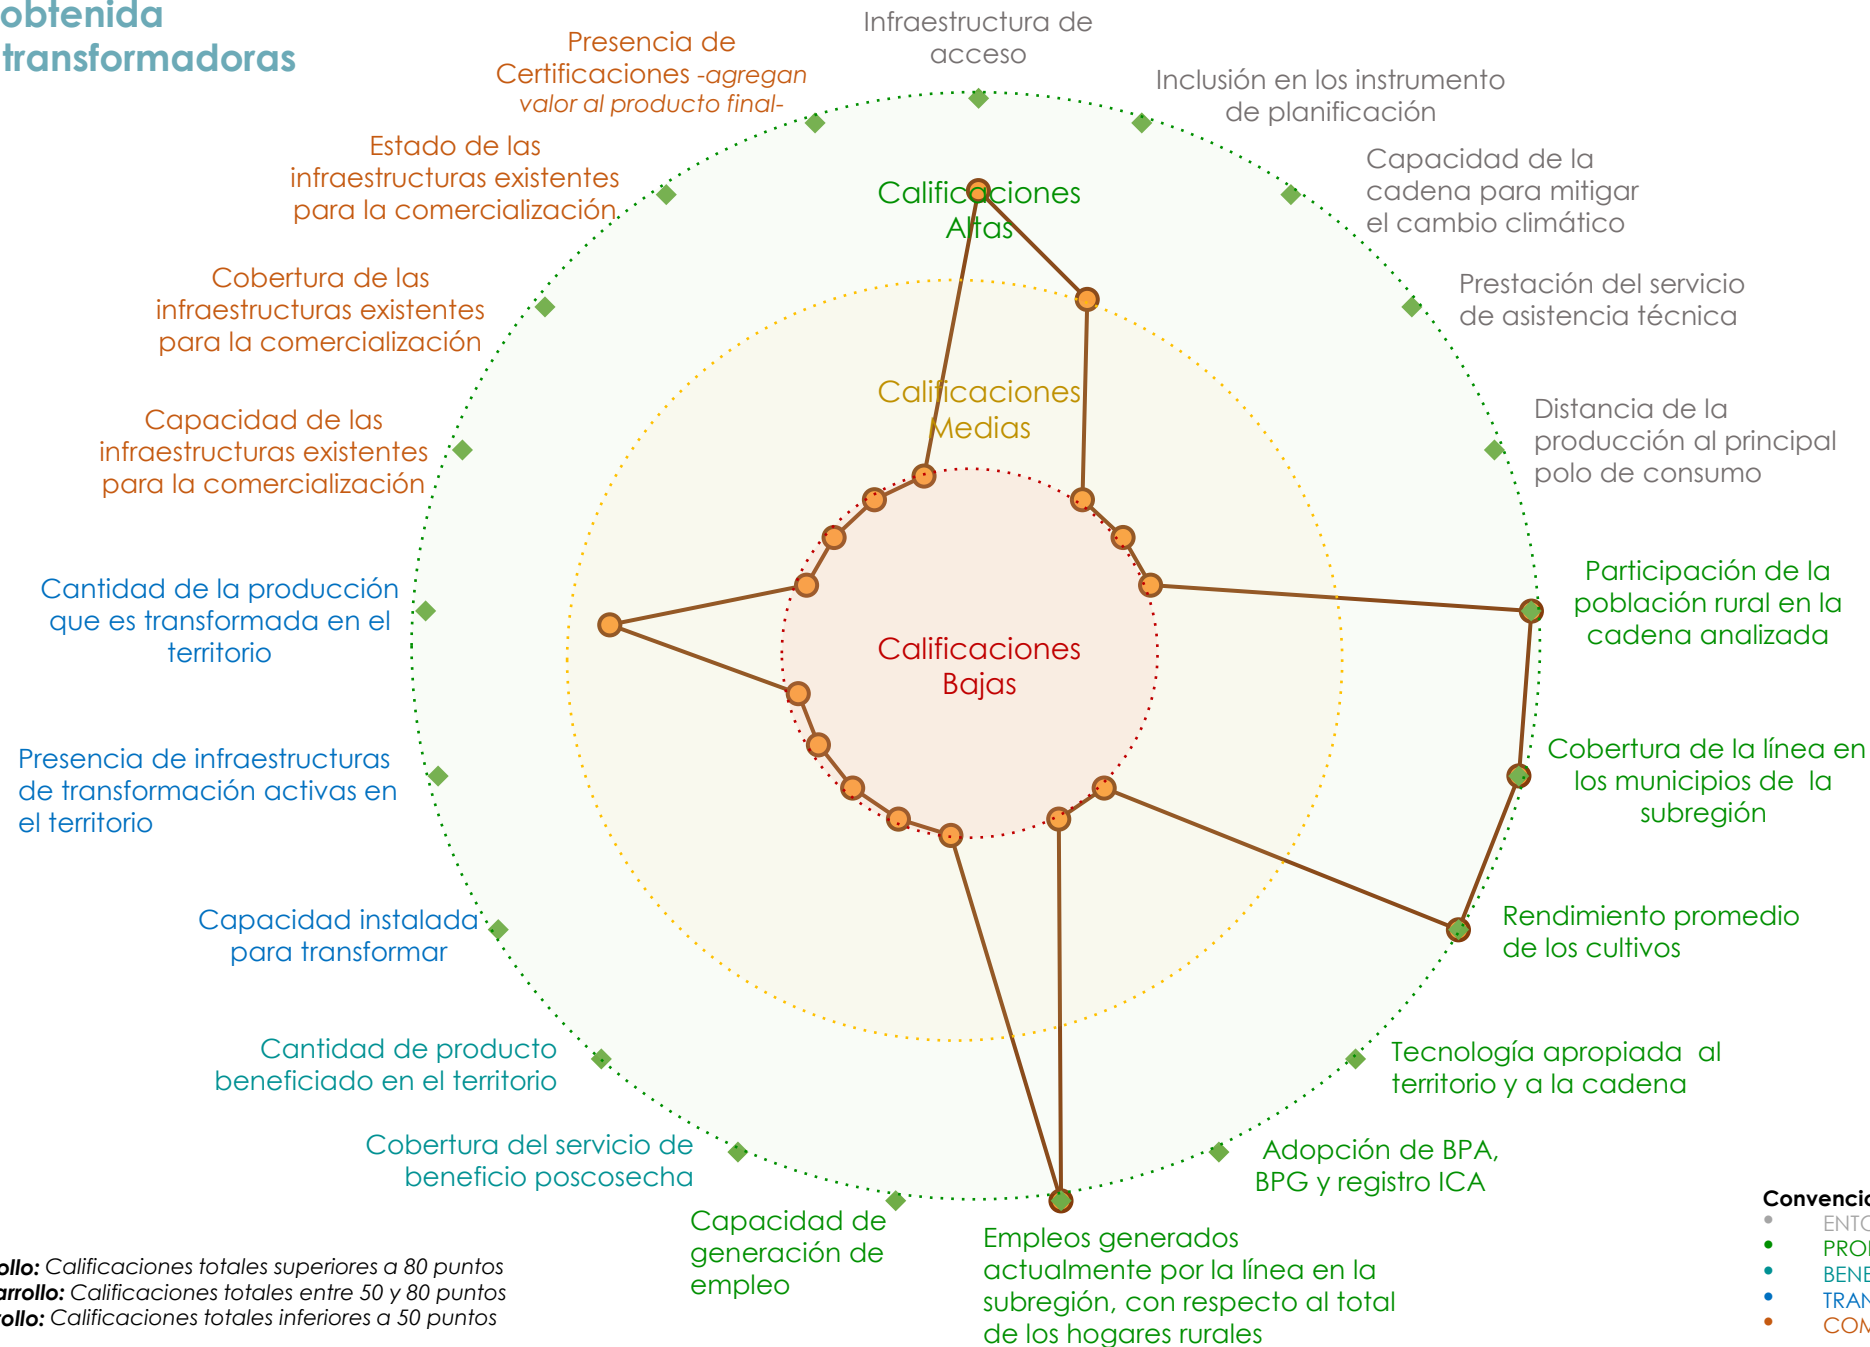 obtenida
transformadoras
Infraestructura de
acceso
Inclusión en los instrumento
de planificación
Capacidad de la
cadena para mitigar
el cambio climático
Prestación del servicio
de asistencia técnica
Distancia de la
producción al principal
polo de consumo
Participación de la
población rural en la
cadena analizada
Cobertura de la línea en
los municipios de la
subregión
Rendimiento promedio
de los cultivos
Tecnología apropiada al
territorio y a la cadena
Adopción de BPA,
BPG y registro ICA
Empleos generados
actualmente por la línea en la
subregión, con respecto al total
de los hogares rurales
Capacidad de
generación de
empleo
Cobertura del servicio de
beneficio poscosecha
Cantidad de producto
beneficiado en el territorio
Capacidad instalada
para transformar
Presencia de infraestructuras
de transformación activas en
el territorio
Cantidad de la producción
que es transformada en el
territorio
Capacidad de las
infraestructuras existentes
para la comercialización
Cobertura de las
infraestructuras existentes
para la comercialización
Estado de las
infraestructuras existentes
para la comercialización
Presencia de
Certificaciones -agregan
valor al producto final-
Calificaciones
Altas
Calificaciones
Medias
Calificaciones
Bajas
ollo: Calificaciones totales superiores a 80 puntos
arrollo: Calificaciones totales entre 50 y 80 puntos
ollo: Calificaciones totales inferiores a 50 puntos
Convencio
• ENTO
• PROI
• BENE
• TRAN
• COM